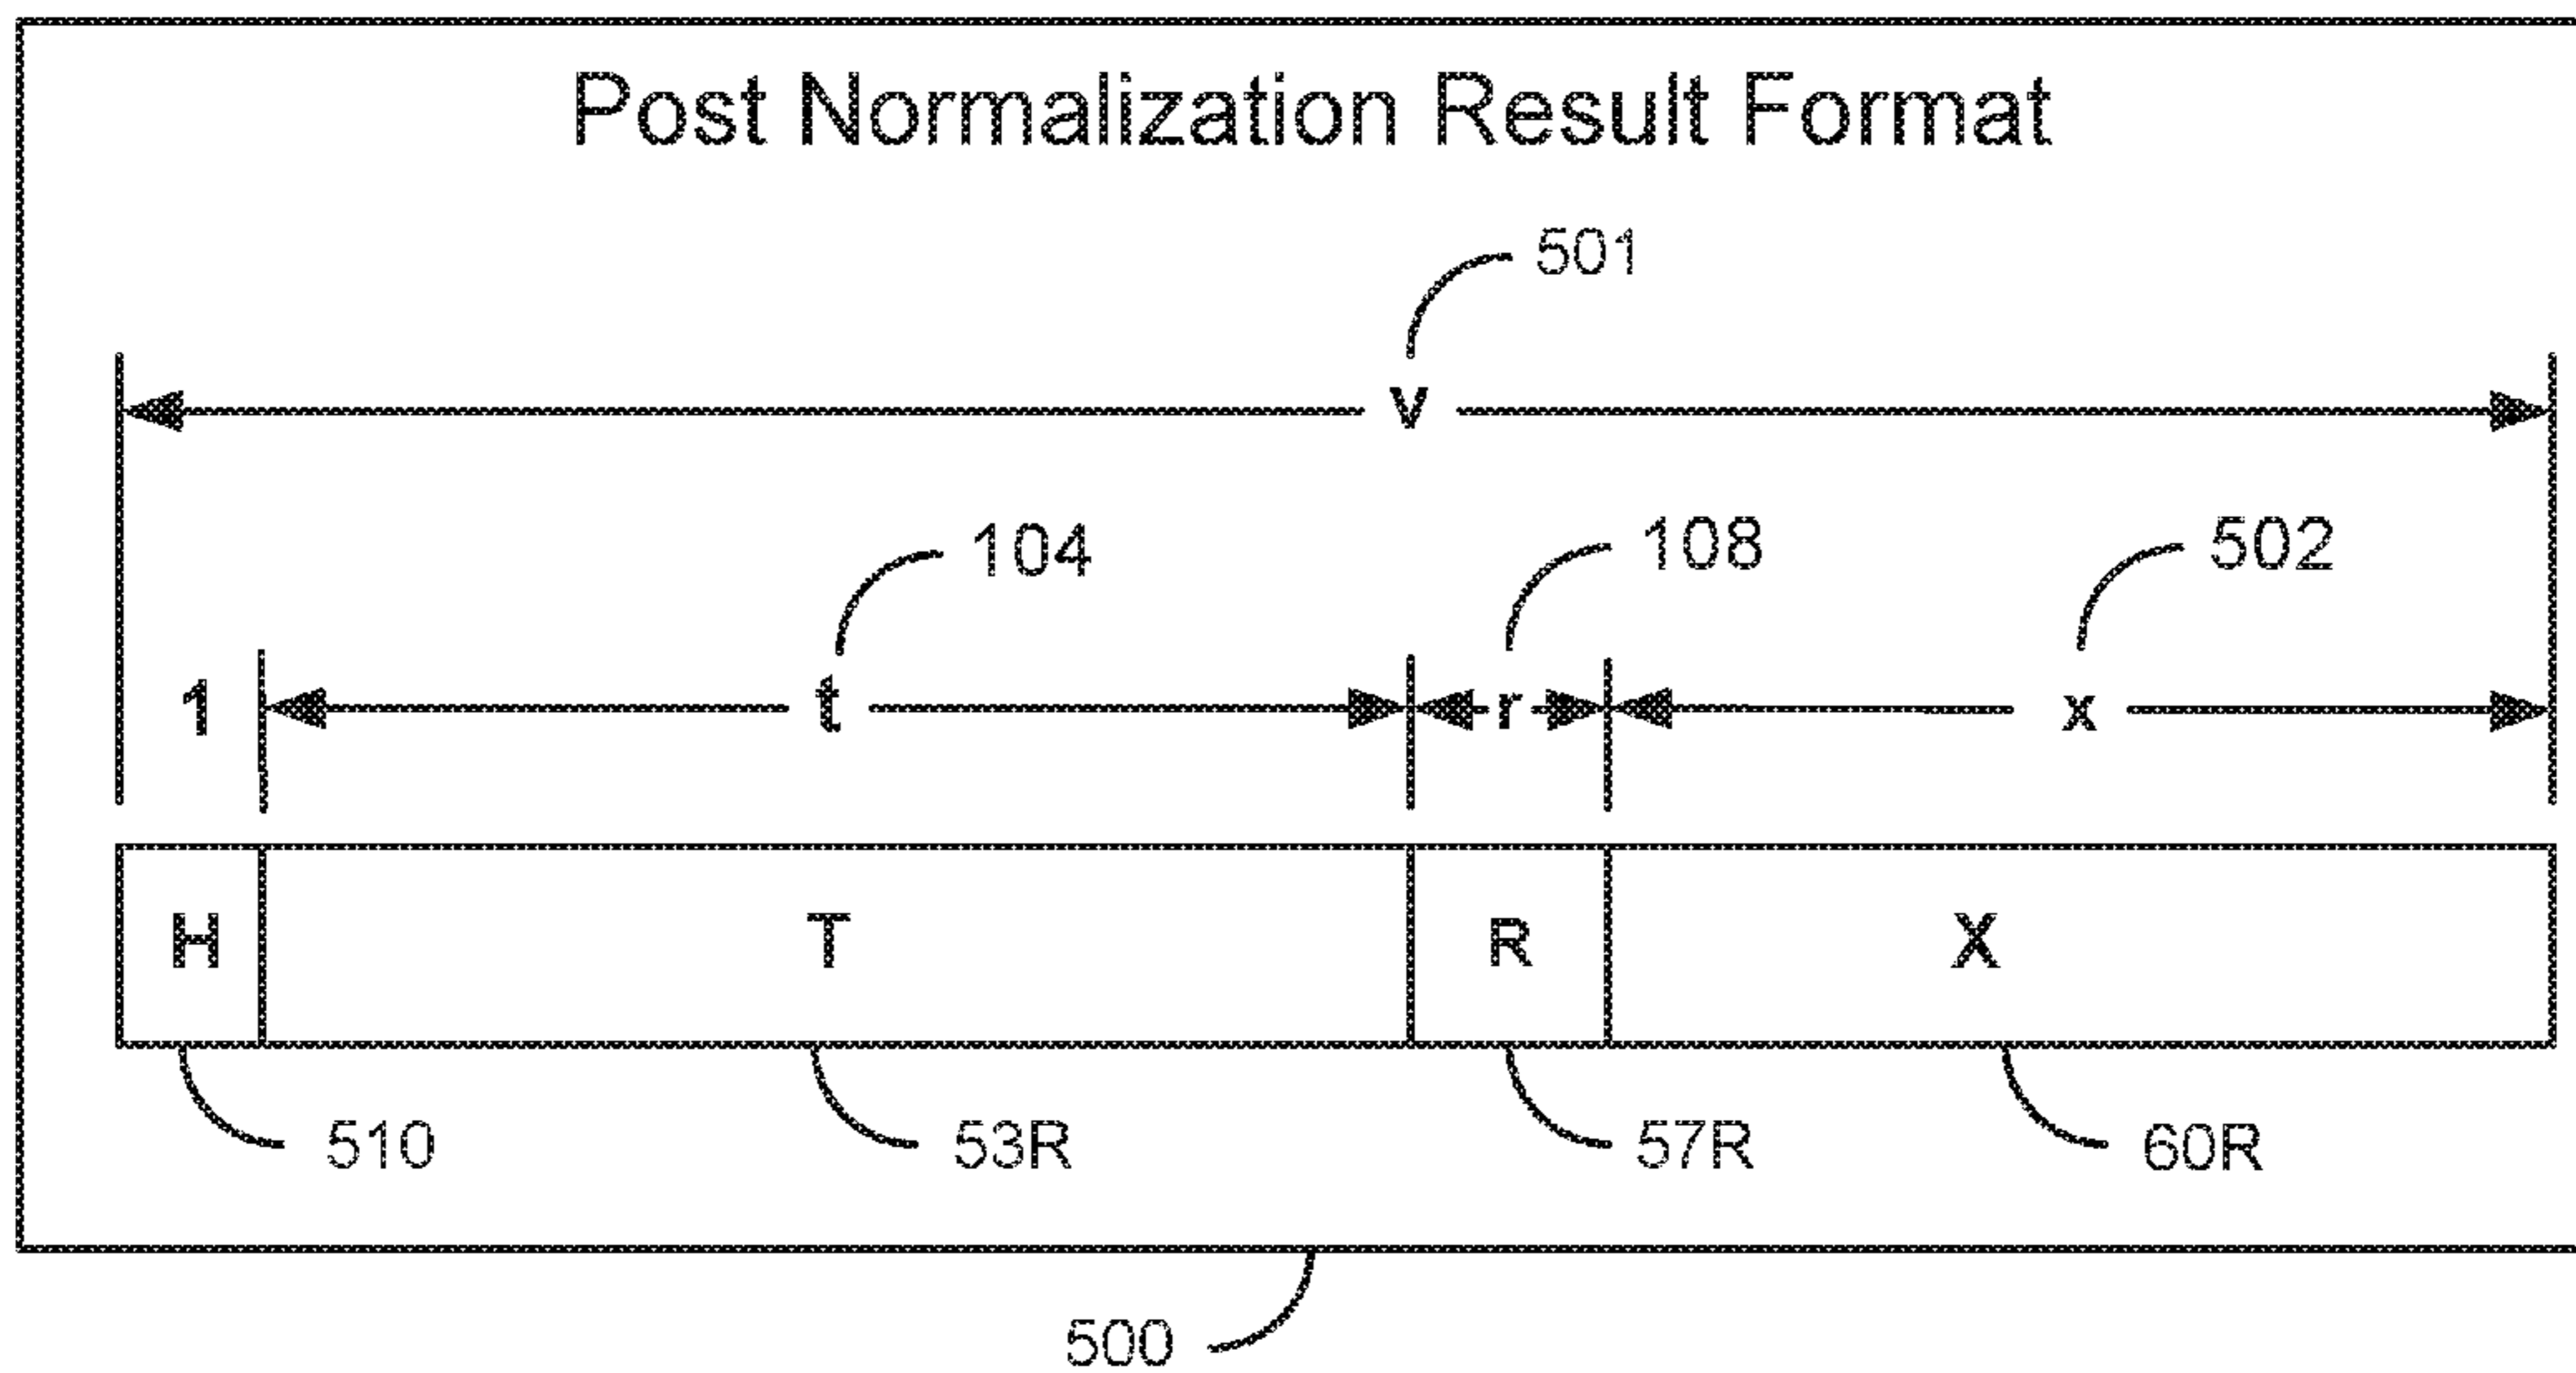 Post Normalization Result Format
501
v
104 108 502
1 t r x
H T R X
510 53R 57R 60R
500